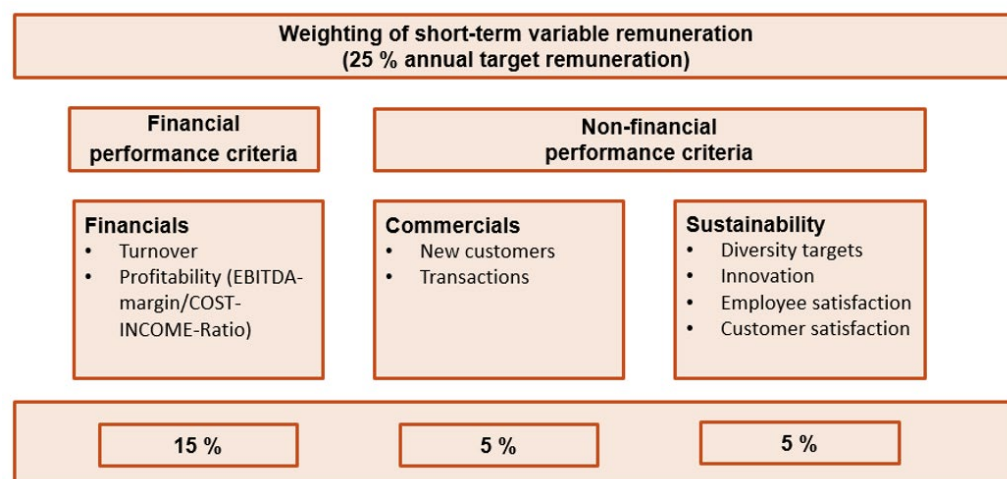 Weighting of short-term variable remuneration
(25 % annual target remuneration)
Financial
performance criteria
Non-financial
performance criteria
Financials
• Turnover
• Profitability (EBITDA-
margin/COST-
INCOME-Ratio)
Commercials
• New customers
• Transactions
Sustainability
• Diversity targets
• Innovation
• Employee satisfaction
• Customer satisfaction
15 %
5 %
5 %